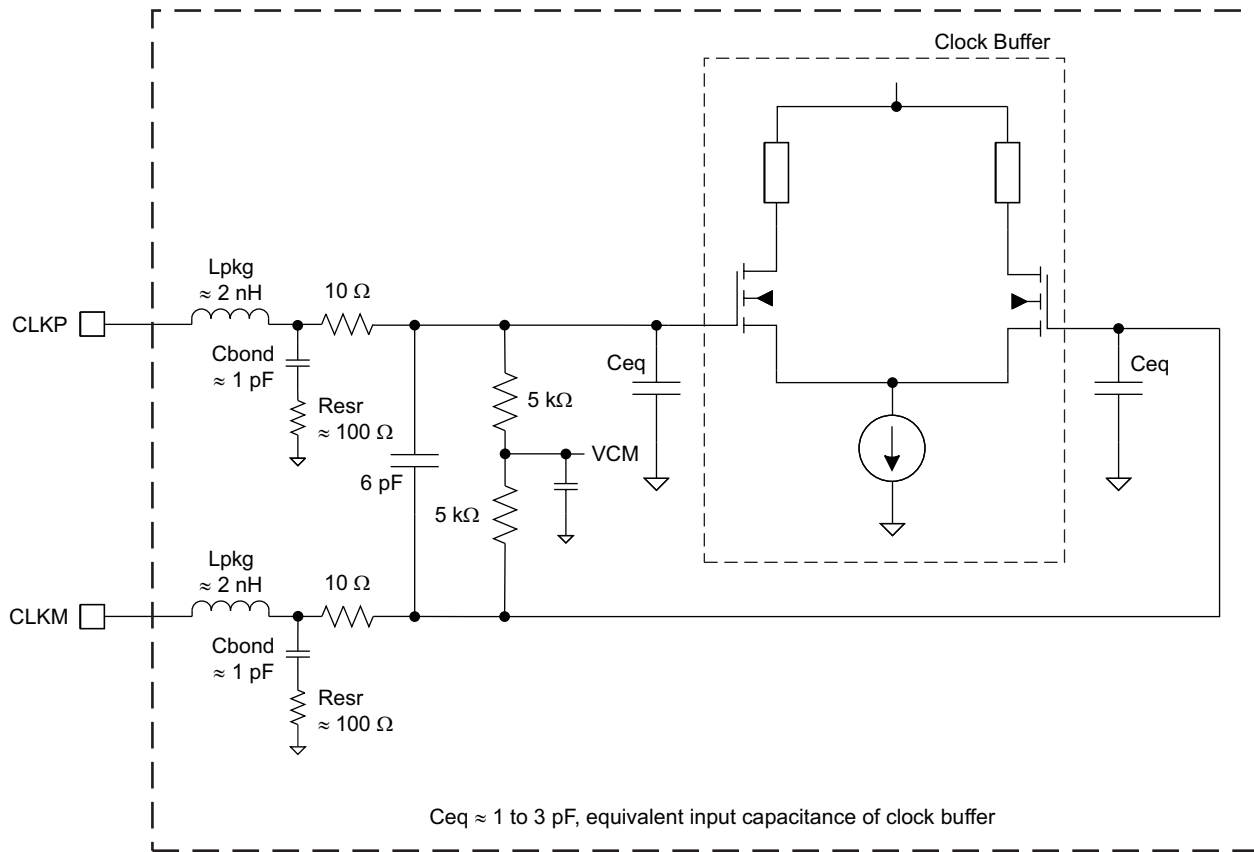 Clock Buffer
Lpkg
≈ 2 nH
10 Ω
CLKP
Cbond
≈ 1 pF
Resr
≈ 100 Ω
6 pF
5 kΩ
VCM
5 kΩ
Ceq
Ceq
Lpkg
≈ 2 nH
10 Ω
CLKM
Cbond
≈ 1 pF
Resr
≈ 100 Ω
Ceq ≈ 1 to 3 pF, equivalent input capacitance of clock buffer